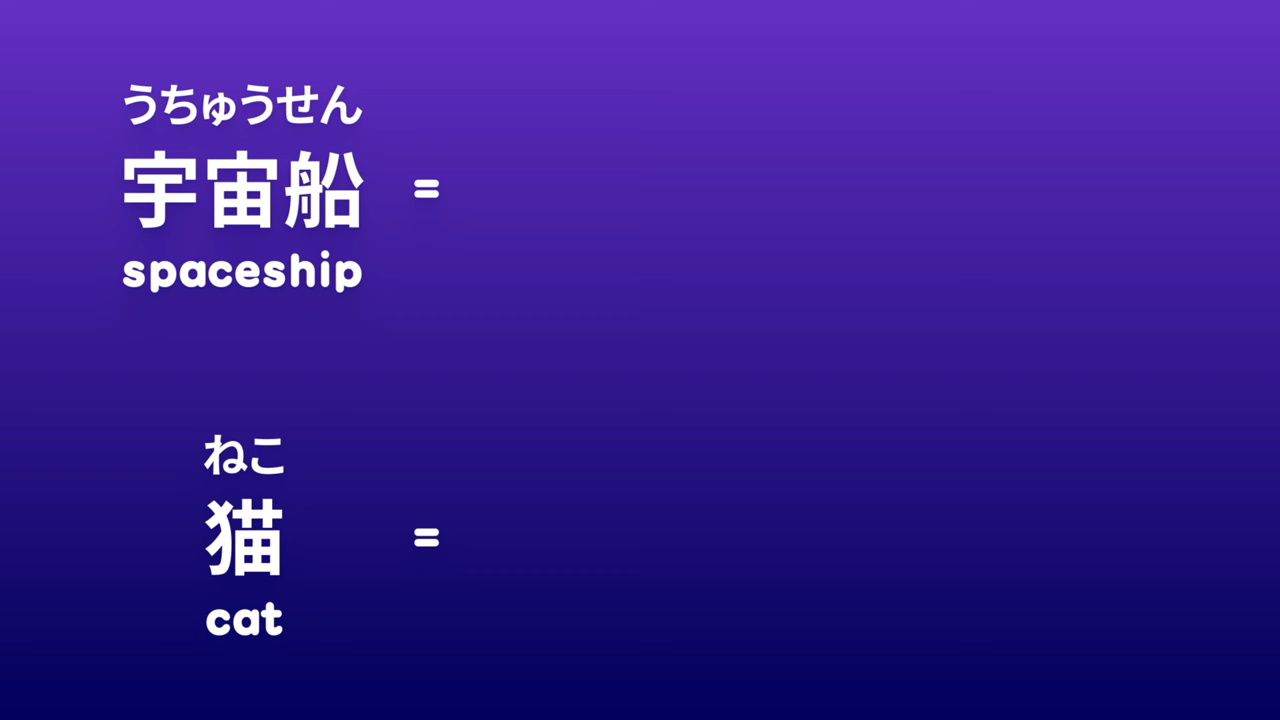 うちゅうせん
宇宙船 =
spaceship
ねこ
猫 =
cat